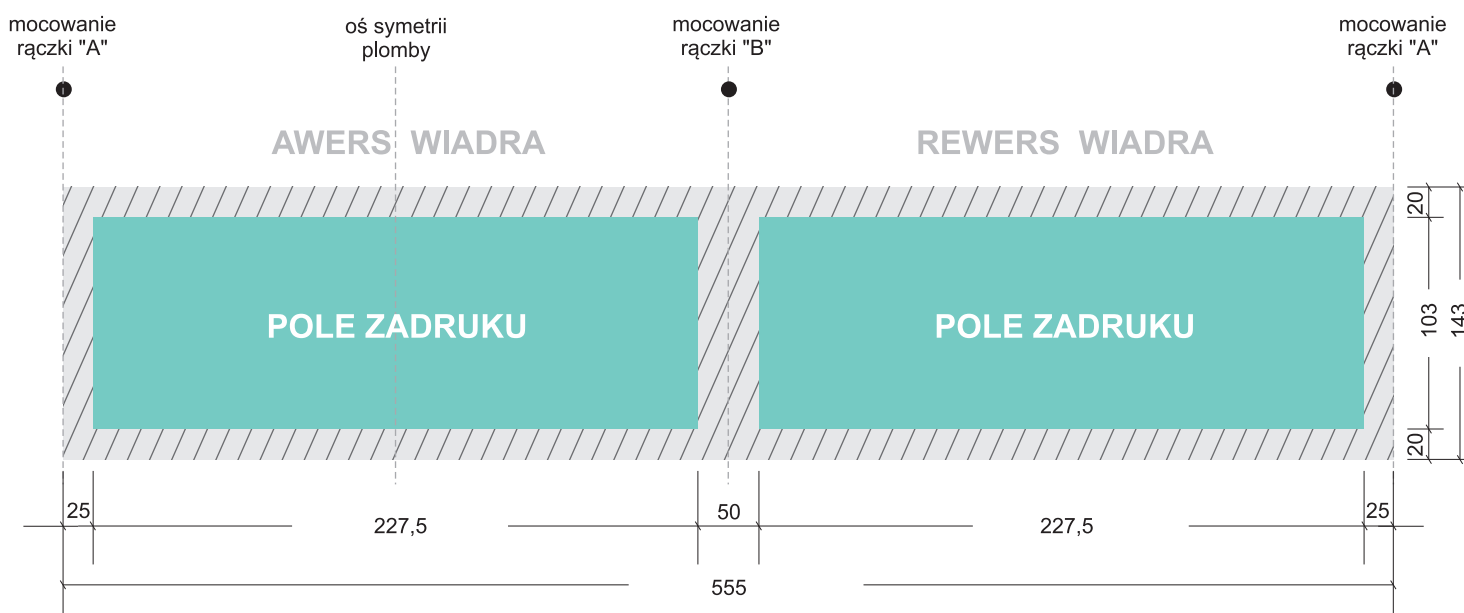 mocowanie
rączki "A"
oś symetrii
plomby
mocowanie
rączki "B"
mocowanie
rączki "A"
AWERS WIADRA
REWERS WIADRA
POLE ZADRUKU
POLE ZADRUKU
20
103
143
20
25
227,5
50
227,5
25
555